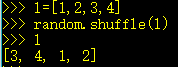 >>> l=[1,2,3,4]
>>> random.shuffle(l)
>>> l
[3, 4, 1, 2]